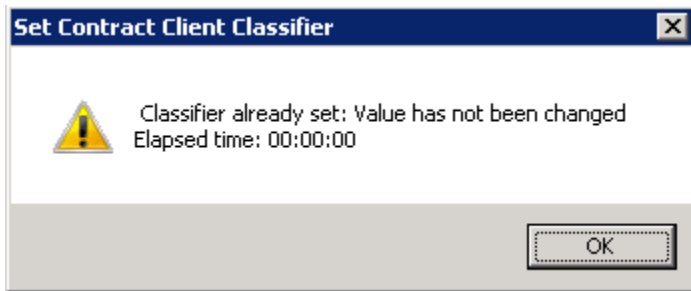 Set Contract Client Classifier
Classifier already set: Value has not been changed
Elapsed time: 00:00:00
OK